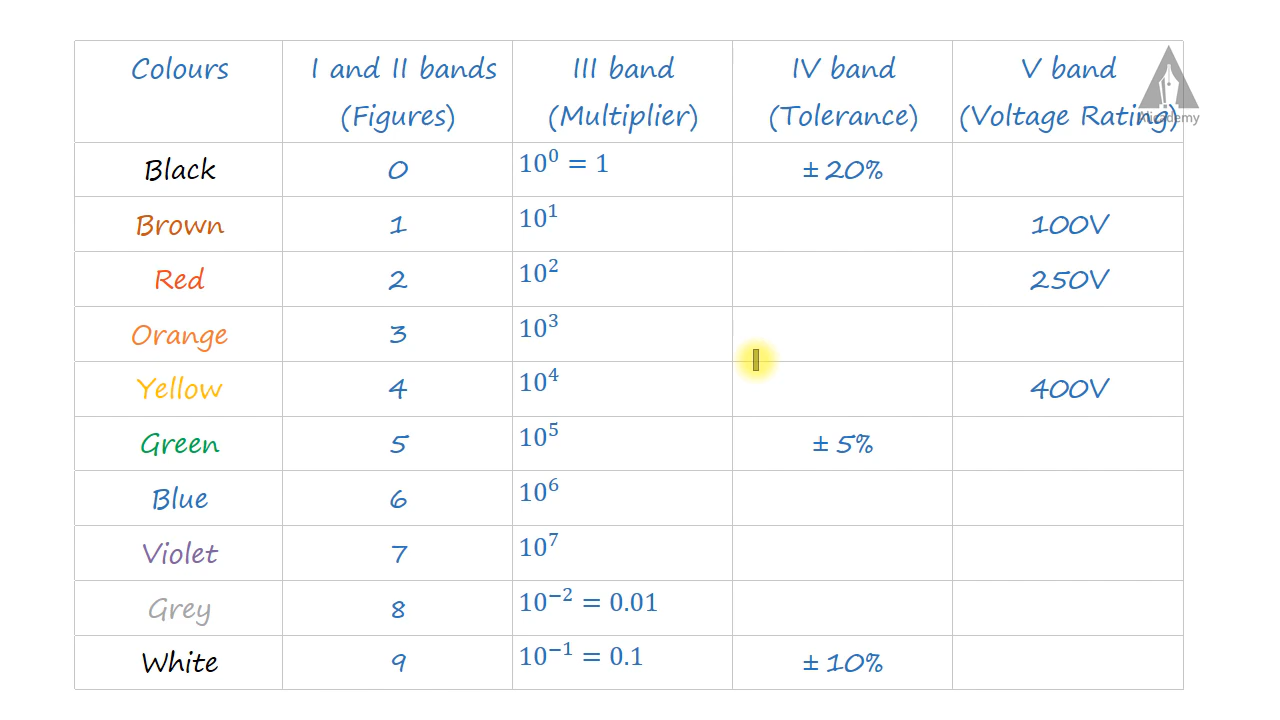 Colours I and II bands III band IV band V band
(Figures) (Multiplier) (Tolerance) (Voltage Rating)
Alicademy
Black 0 10⁰ = 1 ± 20%
Brown 1 10¹ 100V
Red 2 10² 250V
Orange 3 10³
Yellow 4 10⁴ 400V
Green 5 10⁵ ± 5%
Blue 6 10⁶
Violet 7 10⁷
Grey 8 10⁻² = 0.01
White 9 10⁻¹ = 0.1 ± 10%